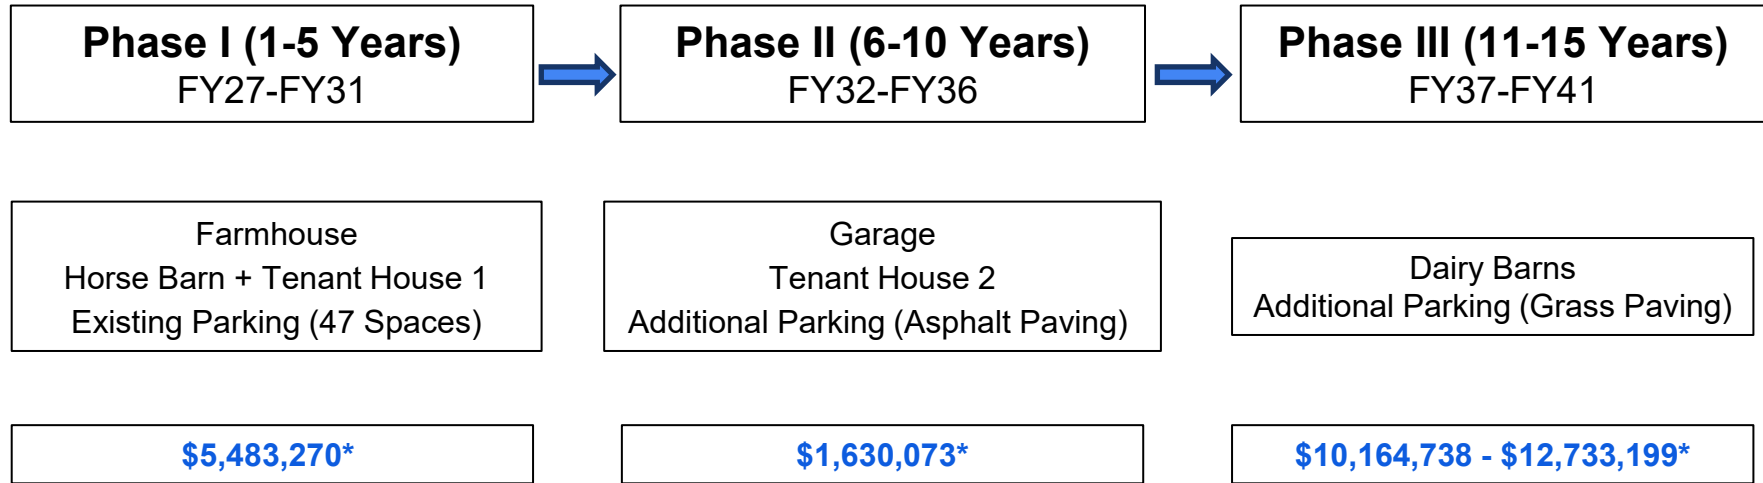 Phase I (1-5 Years)
FY27-FY31
Phase II (6-10 Years)
FY32-FY36
Phase III (11-15 Years)
FY37-FY41
Farmhouse
Horse Barn + Tenant House 1
Existing Parking (47 Spaces)
Garage
Tenant House 2
Additional Parking (Asphalt Paving)
Dairy Barns
Additional Parking (Grass Paving)
$5,483,270*
$1,630,073*
$10,164,738 - $12,733,199*